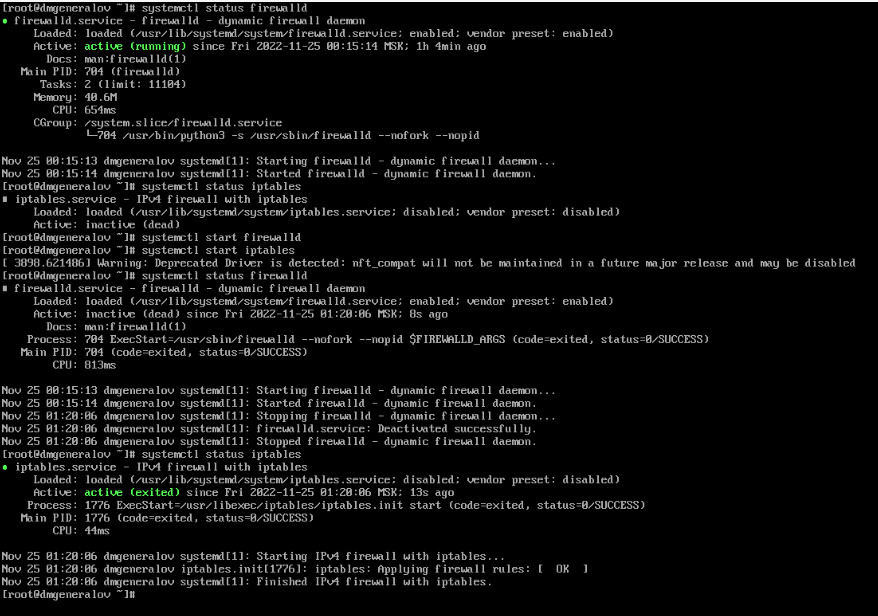 [root@dmgeneralov ~]# systemctl status firewalld
● firewalld.service - firewalld - dynamic firewall daemon
     Loaded: loaded (/usr/lib/systemd/system/firewalld.service; enabled; vendor preset: enabled)
     Active: active (running) since Fri 2022-11-25 00:15:14 MSK; 1h 4min ago
       Docs: man:firewalld(1)
   Main PID: 704 (firewalld)
      Tasks: 2 (limit: 11104)
     Memory: 40.6M
        CPU: 654ms
     CGroup: /system.slice/firewalld.service
             └─704 /usr/bin/python3 -s /usr/sbin/firewalld --nofork --nopid

Nov 25 00:15:13 dmgeneralov systemd[1]: Starting firewalld - dynamic firewall daemon...
Nov 25 00:15:14 dmgeneralov systemd[1]: Started firewalld - dynamic firewall daemon.
[root@dmgeneralov ~]# systemctl status iptables
■ iptables.service - IPv4 firewall with iptables
     Loaded: loaded (/usr/lib/systemd/system/iptables.service; disabled; vendor preset: disabled)
     Active: inactive (dead)
[root@dmgeneralov ~]# systemctl start firewalld
[root@dmgeneralov ~]# systemctl start iptables
[ 3898.621486] Warning: Deprecated Driver is detected: nft_compat will not be maintained in a future major release and may be disabled
[root@dmgeneralov ~]# systemctl status firewalld
■ firewalld.service - firewalld - dynamic firewall daemon
     Loaded: loaded (/usr/lib/systemd/system/firewalld.service; enabled; vendor preset: enabled)
     Active: inactive (dead) since Fri 2022-11-25 01:20:06 MSK; 8s ago
       Docs: man:firewalld(1)
    Process: 704 ExecStart=/usr/sbin/firewalld --nofork --nopid $FIREWALLD_ARGS (code=exited, status=0/SUCCESS)
   Main PID: 704 (code=exited, status=0/SUCCESS)
        CPU: 813ms

Nov 25 00:15:13 dmgeneralov systemd[1]: Starting firewalld - dynamic firewall daemon...
Nov 25 00:15:14 dmgeneralov systemd[1]: Started firewalld - dynamic firewall daemon.
Nov 25 01:20:06 dmgeneralov systemd[1]: Stopping firewalld - dynamic firewall daemon...
Nov 25 01:20:06 dmgeneralov systemd[1]: firewalld.service: Deactivated successfully.
Nov 25 01:20:06 dmgeneralov systemd[1]: Stopped firewalld - dynamic firewall daemon.
[root@dmgeneralov ~]# systemctl status iptables
● iptables.service - IPv4 firewall with iptables
     Loaded: loaded (/usr/lib/systemd/system/iptables.service; disabled; vendor preset: disabled)
     Active: active (exited) since Fri 2022-11-25 01:20:06 MSK; 13s ago
    Process: 1776 ExecStart=/usr/libexec/iptables/iptables.init start (code=exited, status=0/SUCCESS)
   Main PID: 1776 (code=exited, status=0/SUCCESS)
        CPU: 44ms

Nov 25 01:20:06 dmgeneralov systemd[1]: Starting IPv4 firewall with iptables...
Nov 25 01:20:06 dmgeneralov iptables.init[1776]: iptables: Applying firewall rules: [  OK  ]
Nov 25 01:20:06 dmgeneralov systemd[1]: Finished IPv4 firewall with iptables.
[root@dmgeneralov ~]#